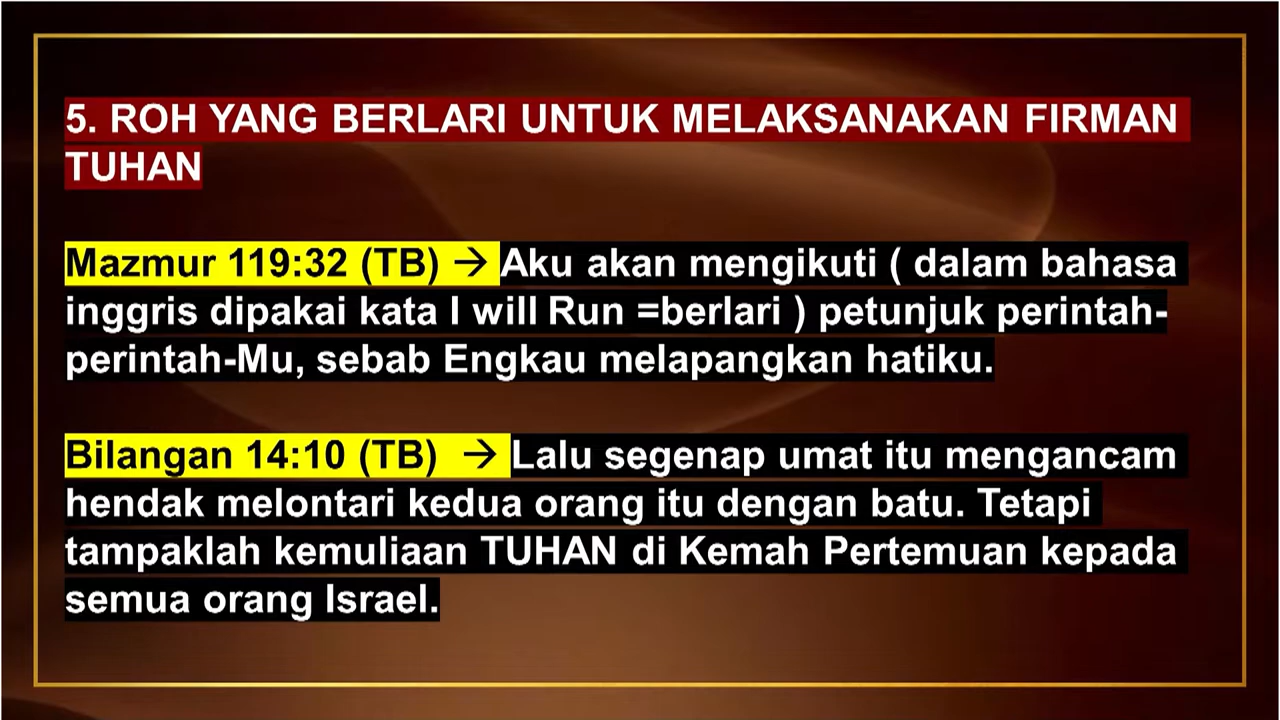 5. ROH YANG BERLARI UNTUK MELAKSANAKAN FIRMAN
TUHAN
Mazmur 119:32 (TB) → Aku akan mengikuti ( dalam bahasa
inggris dipakai kata I will Run =berlari ) petunjuk perintah-
perintah-Mu, sebab Engkau melapangkan hatiku.
Bilangan 14:10 (TB) → Lalu segenap umat itu mengancam
hendak melontari kedua orang itu dengan batu. Tetapi
tampaklah kemuliaan TUHAN di Kemah Pertemuan kepada
semua orang Israel.